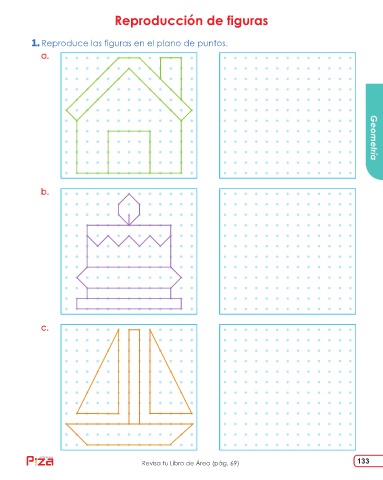 Reproducción de figuras
1. Reproduce las figuras en el plano de puntos.
a.
Geometría
b.
c.
Piza
Revisa tu Libro de Área (pág. 69)
133